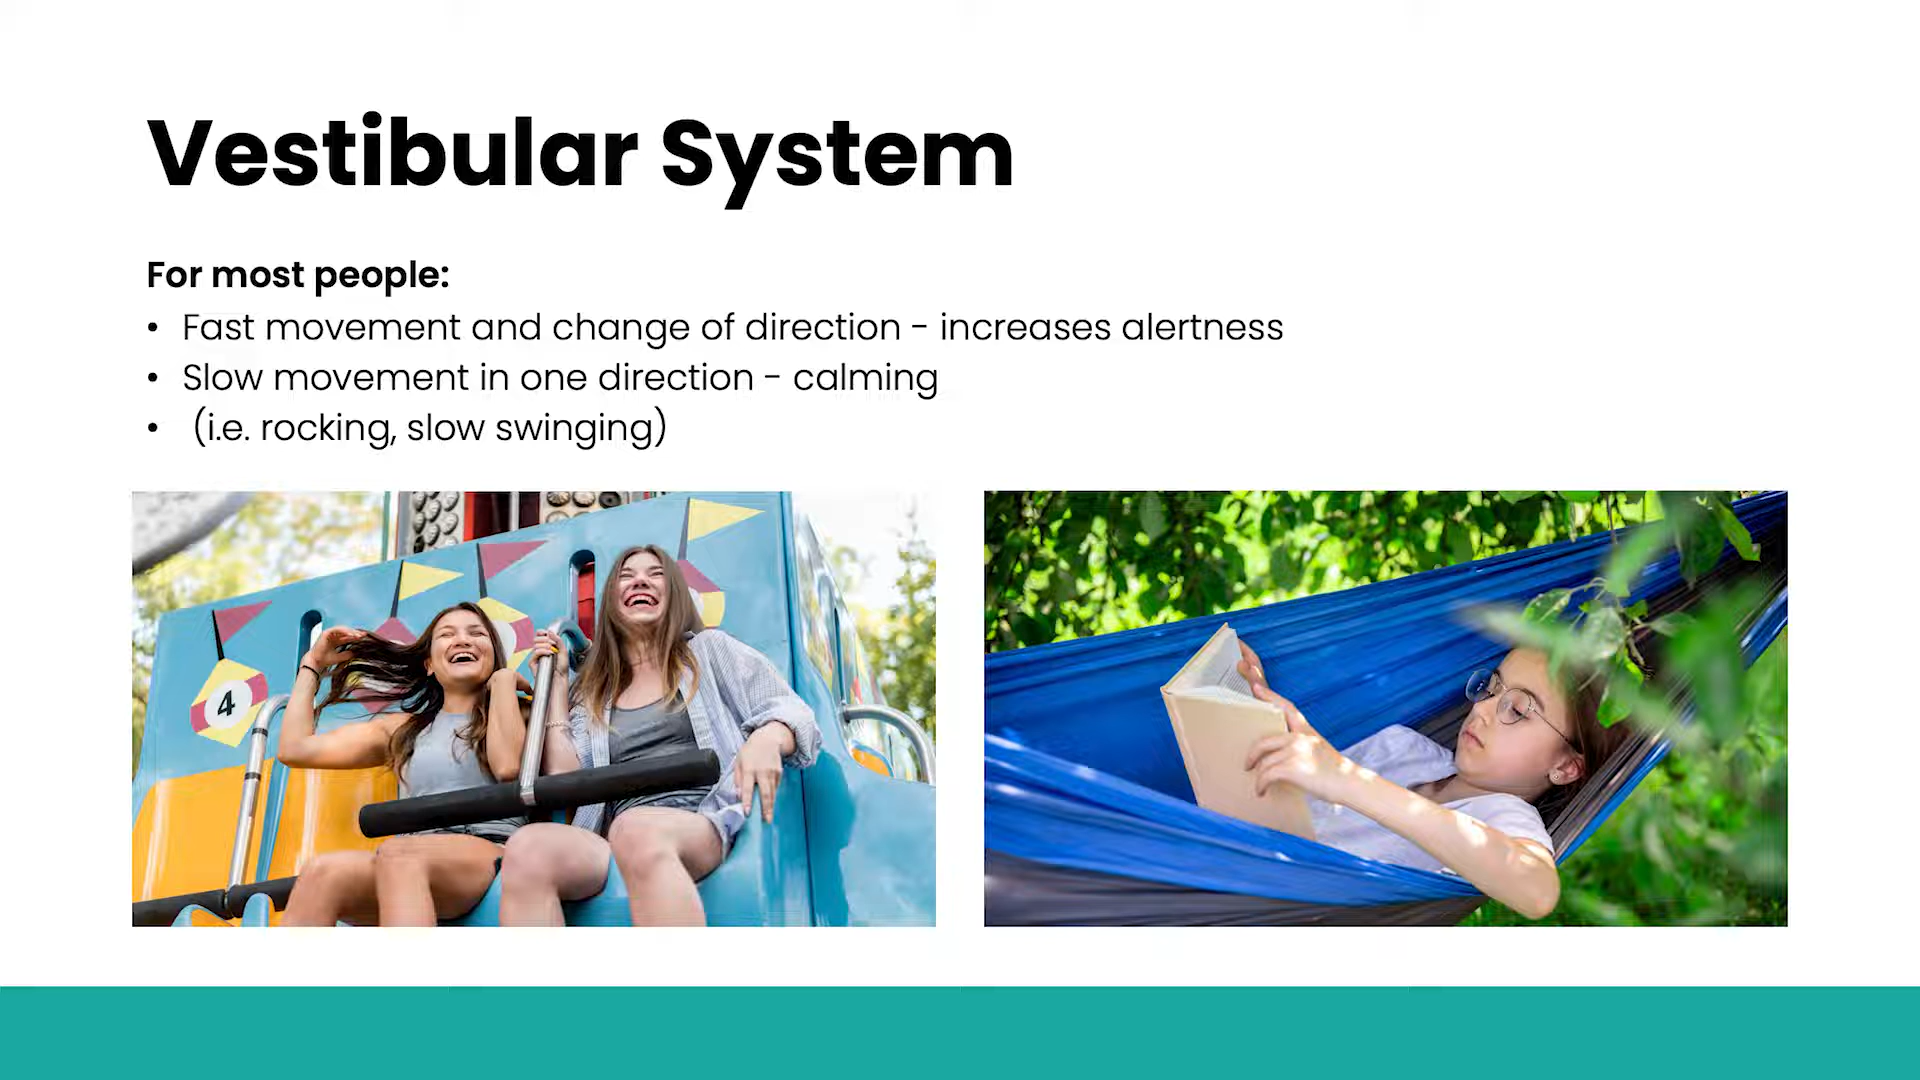 Vestibular System
For most people:
• Fast movement and change of direction - increases alertness
• Slow movement in one direction - calming
• (i.e. rocking, slow swinging)
4